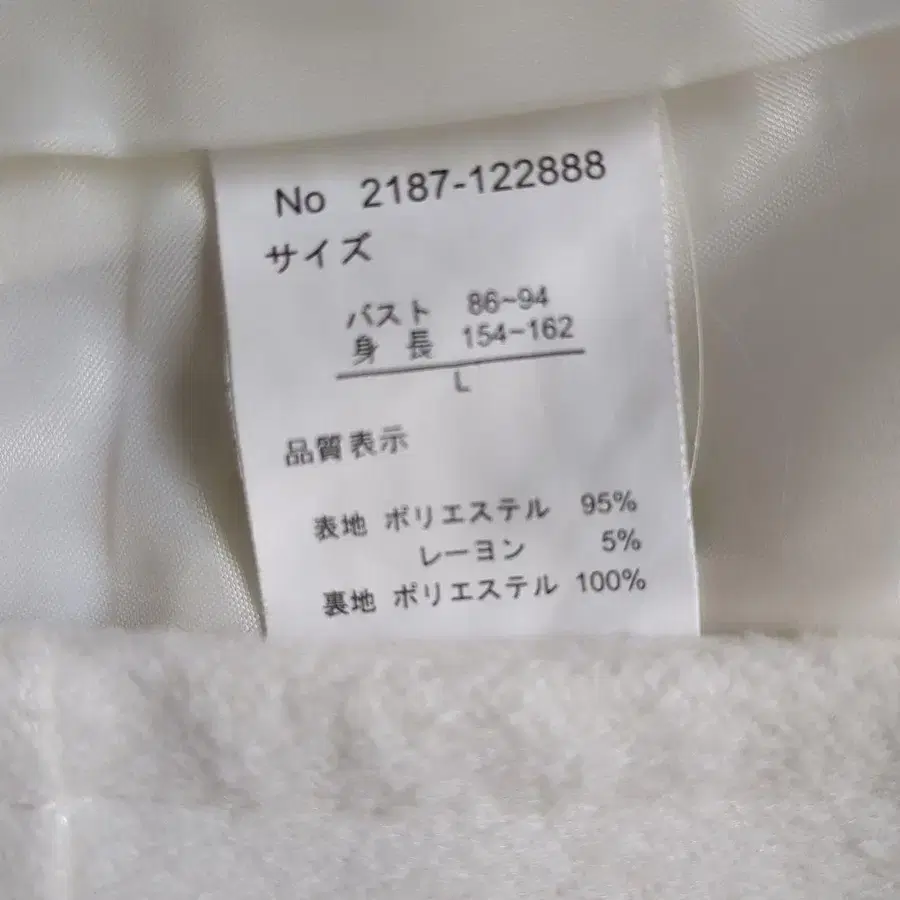 No 2187-122888
サイズ
バスト 86~94
身 長 154-162
L
品質表示
表地 ポリエステル 95%
レーヨン 5%
裏地 ポリエステル 100%